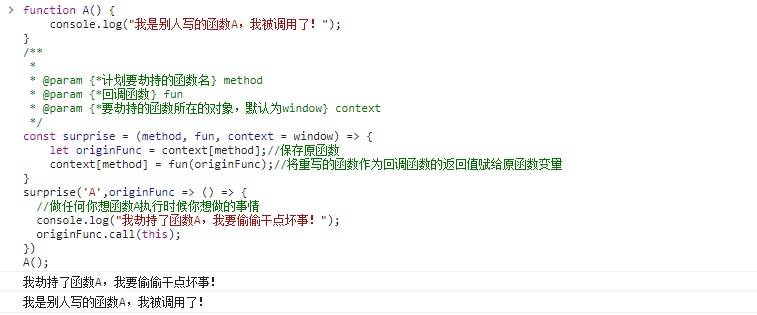 function A() {
    console.log("我是别人写的函数A，我被调用了！");
}
/**
 *
 * @param {*计划要劫持的函数名} method
 * @param {*回调函数} fun
 * @param {*要劫持的函数所在的对象，默认为window} context
 */
const surprise = (method, fun, context = window) => {
    let originFunc = context[method];//保存原函数
    context[method] = fun(originFunc);//将重写的函数作为回调函数的返回值赋给原函数变量
}
surprise('A',originFunc => () => {
  //做任何你想函数A执行时候你想做的事情
  console.log("我劫持了函数A，我要偷偷干点坏事！");
  originFunc.call(this);
})
A();
我劫持了函数A，我要偷偷干点坏事！
我是别人写的函数A，我被调用了！